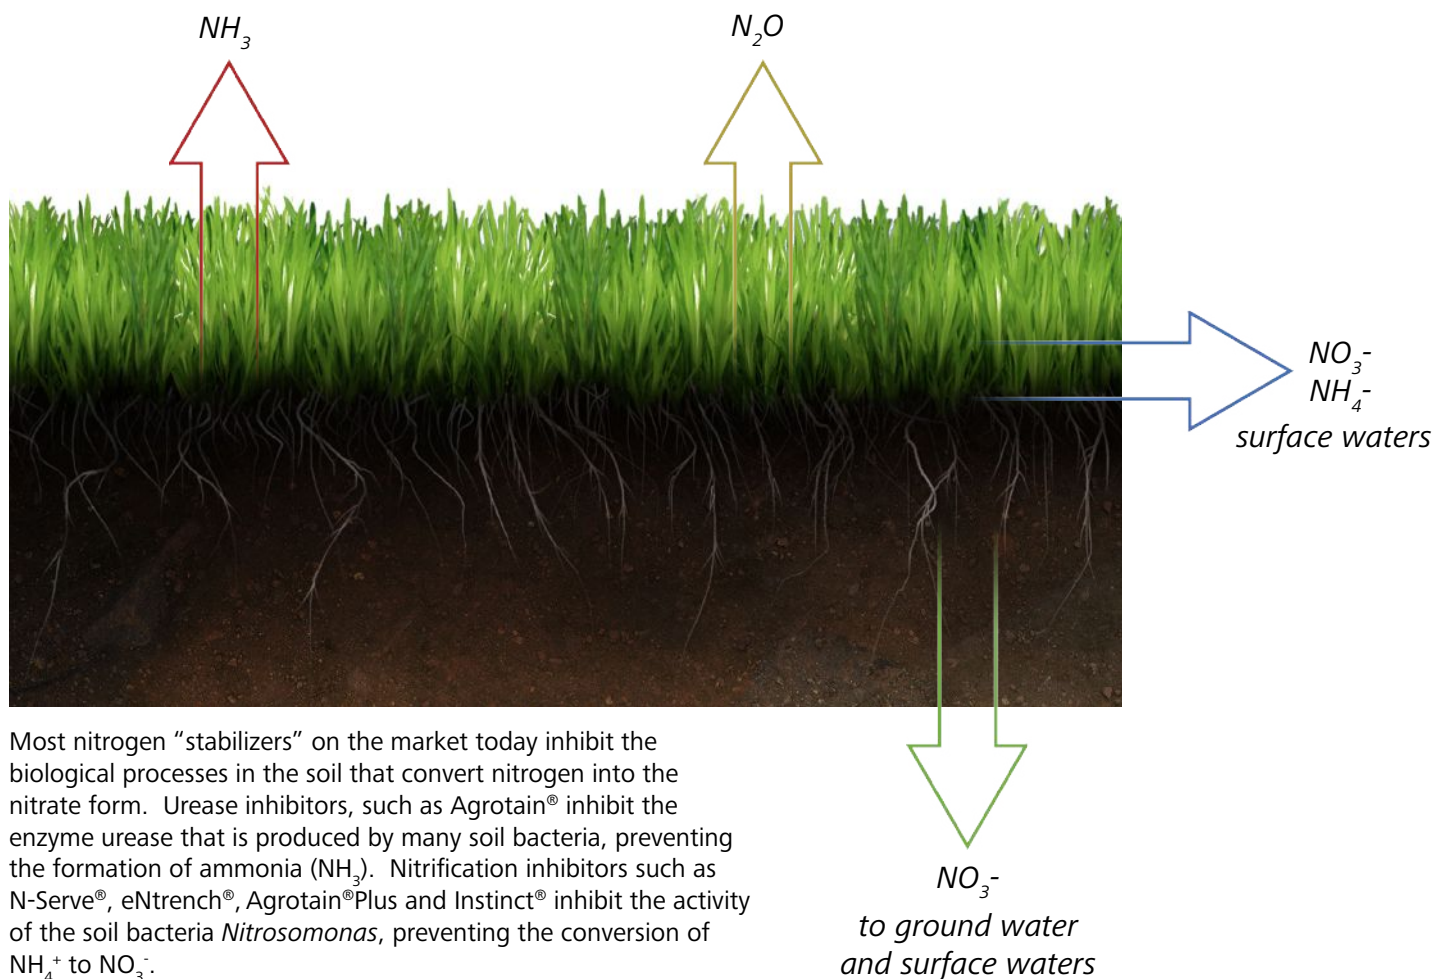 NH₃
N₂O
NO₃-
NH₄-
surface waters
Most nitrogen “stabilizers” on the market today inhibit the
biological processes in the soil that convert nitrogen into the
nitrate form.  Urease inhibitors, such as Agrotain® inhibit the
enzyme urease that is produced by many soil bacteria, preventing
the formation of ammonia (NH₃).  Nitrification inhibitors such as
N-Serve®, eNtrench®, Agrotain®Plus and Instinct® inhibit the activity
of the soil bacteria Nitrosomonas, preventing the conversion of
NH₄⁺ to NO₃⁻.
NO₃-
to ground water
and surface waters